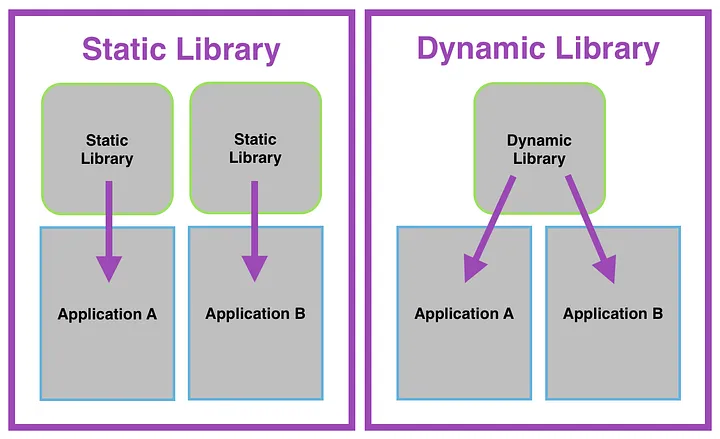 Static Library
Static
Library
Static
Library
Application A
Application B
Dynamic Library
Dynamic
Library
Application A
Application B